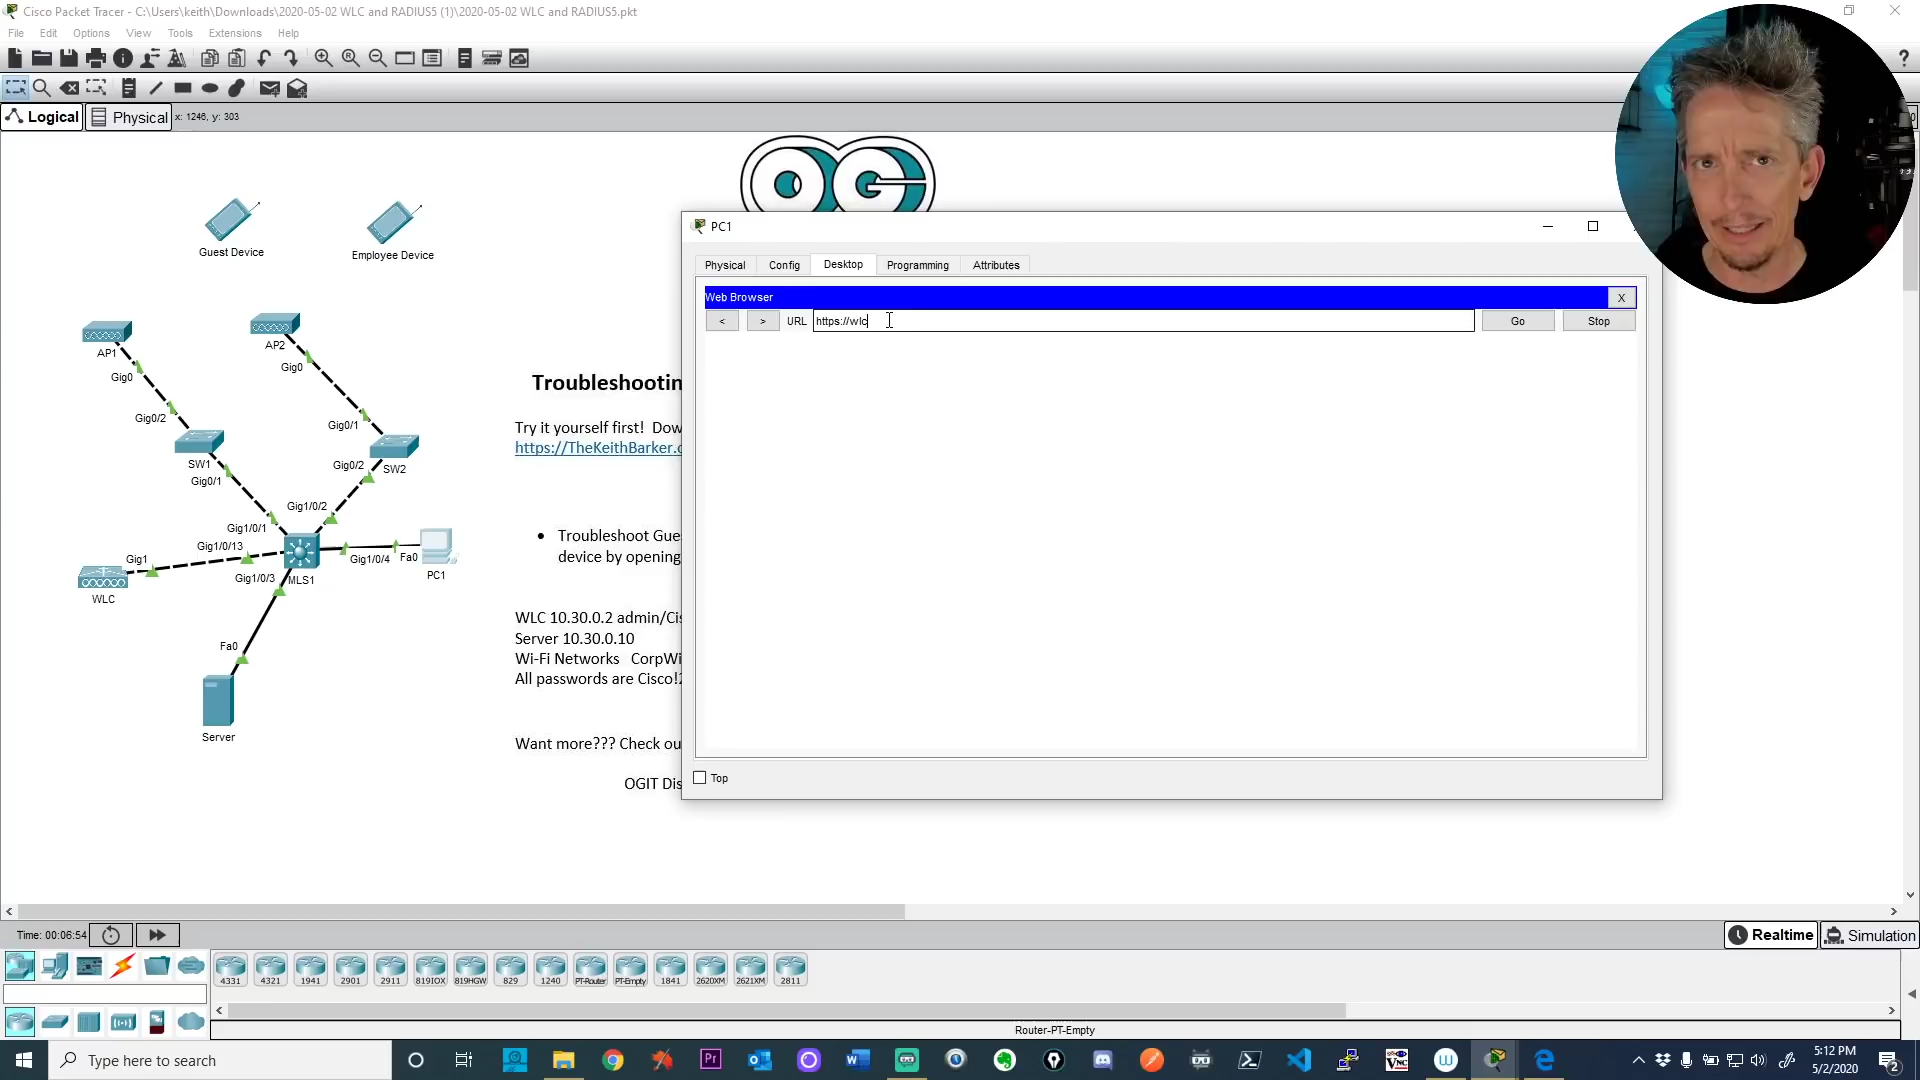 Cisco Packet Tracer - C:\Users\keith\Downloads\2020-05-02 WLC and RADIUS5 (1)\2020-05-02 WLC and RADIUS5.pkt
File Edit Options View Tools Extensions Help
Logical Physical x: 1246, y: 303
OG
Guest Device
Employee Device
AP1
Gig0
AP2
Gig0
Gig0/2
Gig0/1
SW1
Gig0/1
SW2
Gig0/2
Gig1/0/2
Gig1/0/1
Gig1/0/13
Gig1
Gig1/0/4
Fa0
PC1
Gig1/0/3
MLS1
WLC
Fa0
Server
Troubleshootin
Try it yourself first! Dow
https://TheKeithBarker.c
• Troubleshoot Gue
device by opening
WLC 10.30.0.2 admin/Cis
Server 10.30.0.10
Wi-Fi Networks CorpWi
All passwords are Cisco!2
Want more??? Check ou
OGIT Dis
PC1
Physical Config Desktop Programming Attributes
Web Browser X
< > URL https://wlc Go Stop
Top
Time: 00:06:54
Realtime Simulation
4331 4321 1941 2901 2911 819IOX 819HGW 829 1240 PT-Router PT-Empty 1841 2620XM 2621XM 2811
Router-PT-Empty
Type here to search
5:12 PM
5/2/2020
2